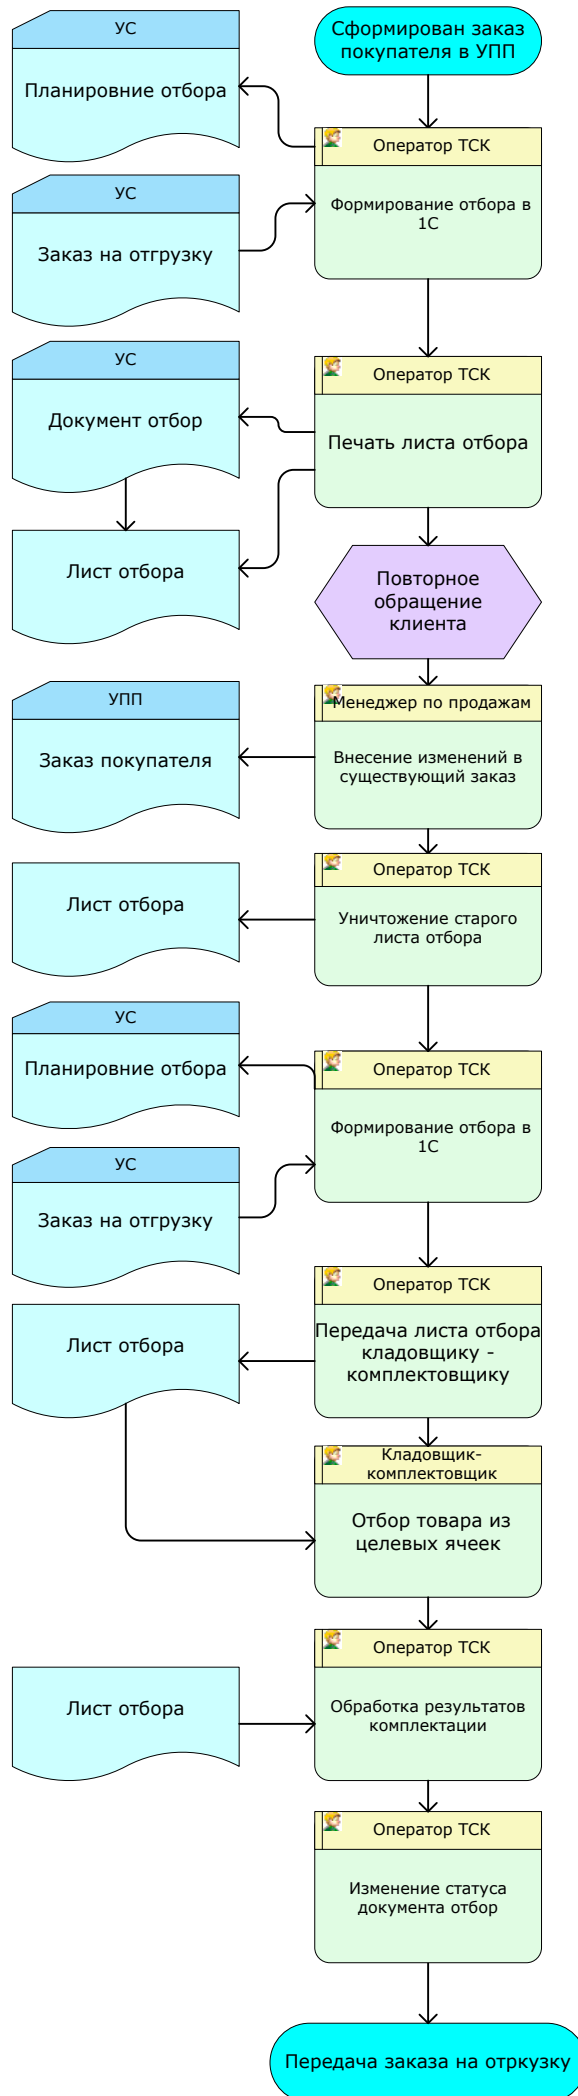 Сформирован заказ
покупателя в УПП
УС
Планировние отбора
Оператор ТСК
Формирование отбора в
1С
УС
Заказ на отгрузку
УС
Документ отбор
Оператор ТСК
Печать листа отбора
Лист отбора
Повторное
обращение
клиента
УПП
Заказ покупателя
Менеджер по продажам
Внесение изменений в
существующий заказ
Лист отбора
Оператор ТСК
Уничтожение старого
листа отбора
УС
Планировние отбора
Оператор ТСК
Формирование отбора в
1С
УС
Заказ на отгрузку
Оператор ТСК
Передача листа отбора
кладовщику -
комплектовщику
Лист отбора
Кладовщик-
комплектовщик
Отбор товара из
целевых ячеек
Оператор ТСК
Обработка результатов
комплектации
Лист отбора
Оператор ТСК
Изменение статуса
документа отбор
Передача заказа на отркузку